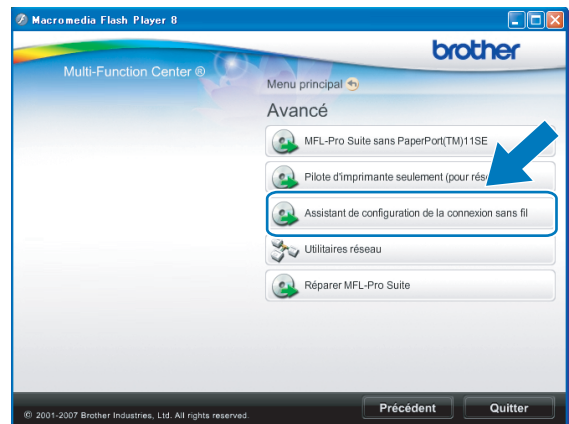 Macromedia Flash Player 8
brother
Multi-Function Center ®
Menu principal
Avancé
MFL-Pro Suite sans PaperPort(TM)11SE
Pilote d'imprimante seulement (pour
Assistant de configuration de la connexion sans fil
Utilitaires réseau
Réparer MFL-Pro Suite
© 2001-2007 Brother Industries, Ltd. All rights reserved.
Précédent
Quitter